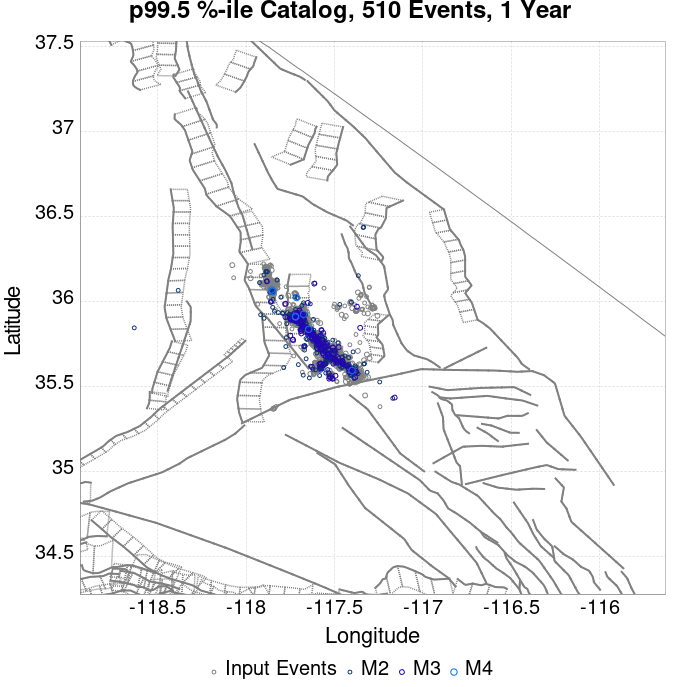 p99.5 %-ile Catalog, 510 Events, 1 Year
37.5
37
36.5
36
35.5
35
34.5
Latitude
-118.5 -118 -117.5 -117 -116.5 -116
Longitude
Input Events M2 M3 M4